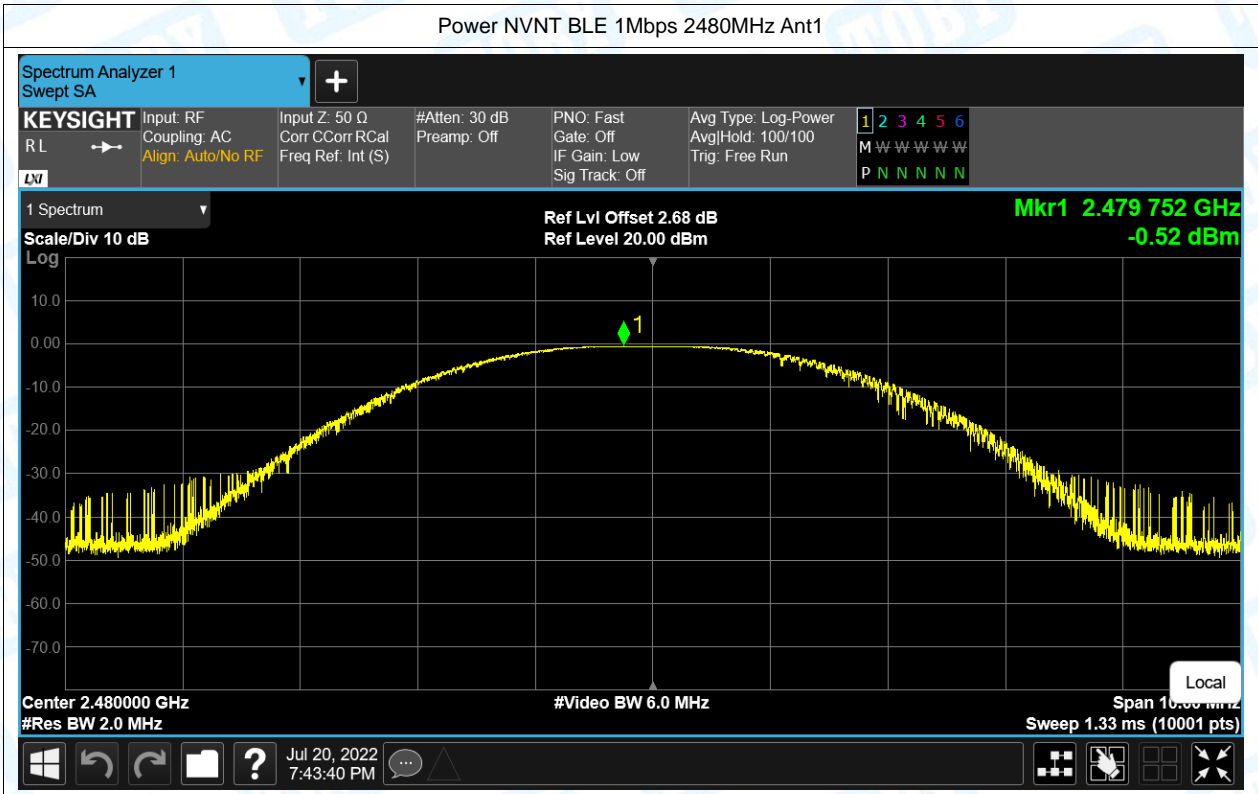 Power NVNT BLE 1Mbps 2480MHz Ant1
Spectrum Analyzer 1
Swept SA
KEYSIGHT
R L
LXI
Input: RF
Coupling: AC
Align: Auto/No RF
Input Z: 50 Ω
Corr CCorr RCal
Freq Ref: Int (S)
#Atten: 30 dB
Preamp: Off
PNO: Fast
Gate: Off
IF Gain: Low
Sig Track: Off
Avg Type: Log-Power
Avg|Hold: 100/100
Trig: Free Run
1 2 3 4 5 6
M W W W W W
P N N N N N
1 Spectrum
Scale/Div 10 dB
Log
Ref Lvl Offset 2.68 dB
Ref Level 20.00 dBm
Mkr1 2.479 752 GHz
-0.52 dBm
10.0
0.00
-10.0
-20.0
-30.0
-40.0
-50.0
-60.0
-70.0
1
Center 2.480000 GHz
#Res BW 2.0 MHz
#Video BW 6.0 MHz
Local
Span 10.00 MHz
Sweep 1.33 ms (10001 pts)
?
Jul 20, 2022
7:43:40 PM